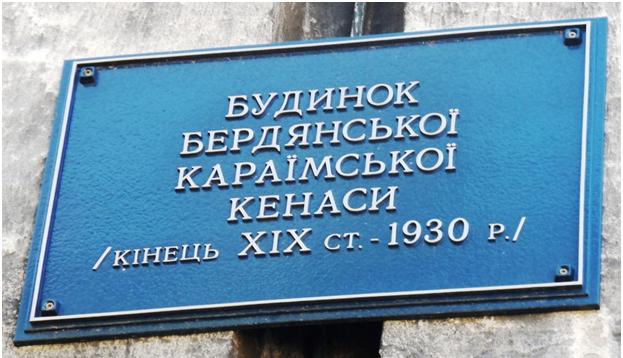 БУДИНОК
БЕРДЯНСЬКОЇ
КАРАЇМСЬКОЇ
КЕНАСИ
/КІНЕЦЬ XIX СТ. - 1930 Р./